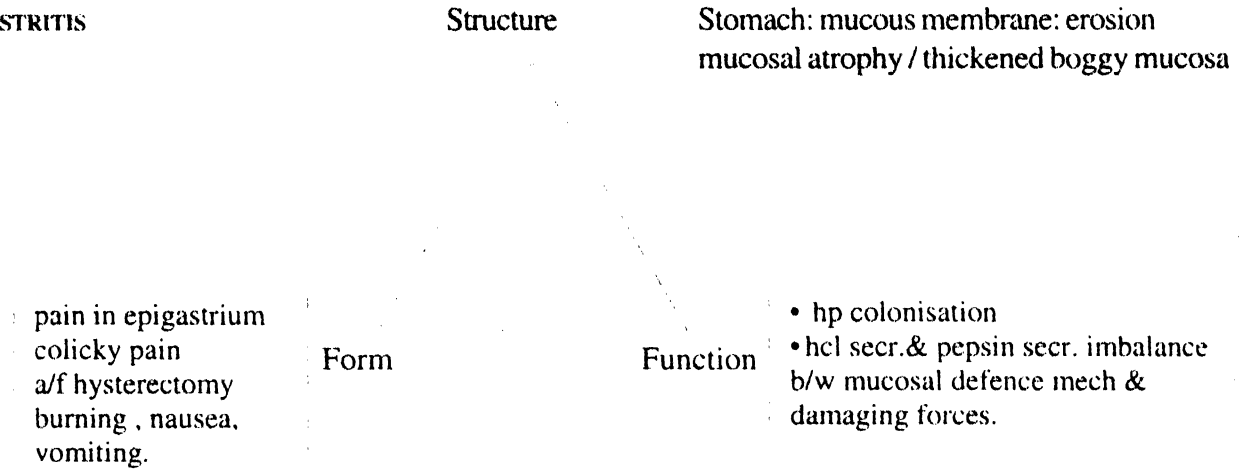 STRITIS
Structure
Stomach: mucous membrane: erosion
mucosal atrophy / thickened boggy mucosa
pain in epigastrium
colicky pain
a/f hysterectomy
burning , nausea,
vomiting.
Form
Function
• hp colonisation
•hcl secr.& pepsin secr. imbalance
b/w mucosal defence mech &
damaging forces.